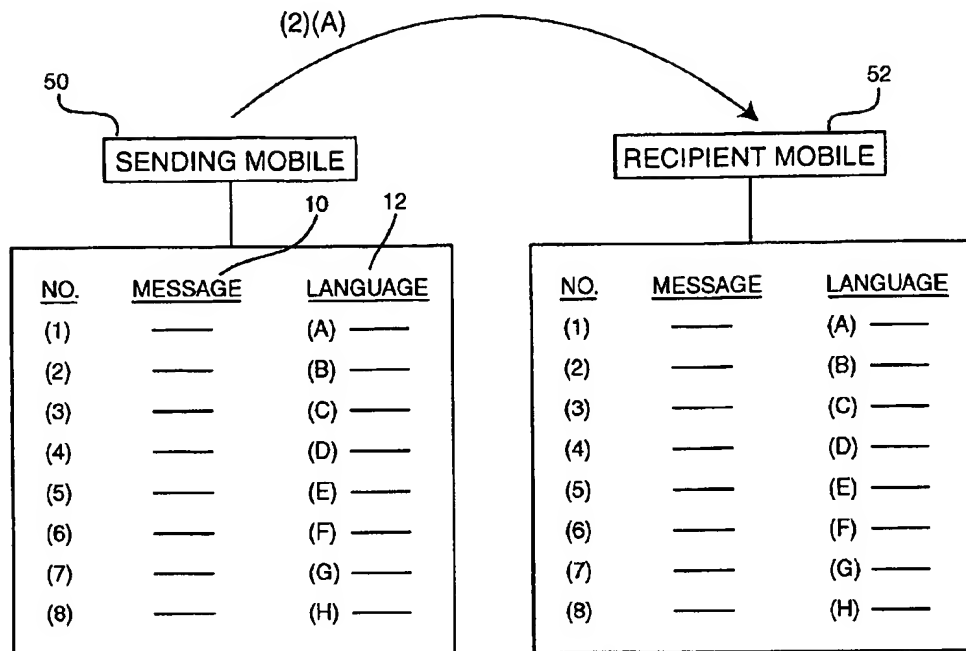 (2)(A)
50
52
SENDING MOBILE
RECIPIENT MOBILE
10
12
NO. MESSAGE LANGUAGE
(1) (A)
(2) (B)
(3) (C)
(4) (D)
(5) (E)
(6) (F)
(7) (G)
(8) (H)
NO. MESSAGE LANGUAGE
(1) (A)
(2) (B)
(3) (C)
(4) (D)
(5) (E)
(6) (F)
(7) (G)
(8) (H)